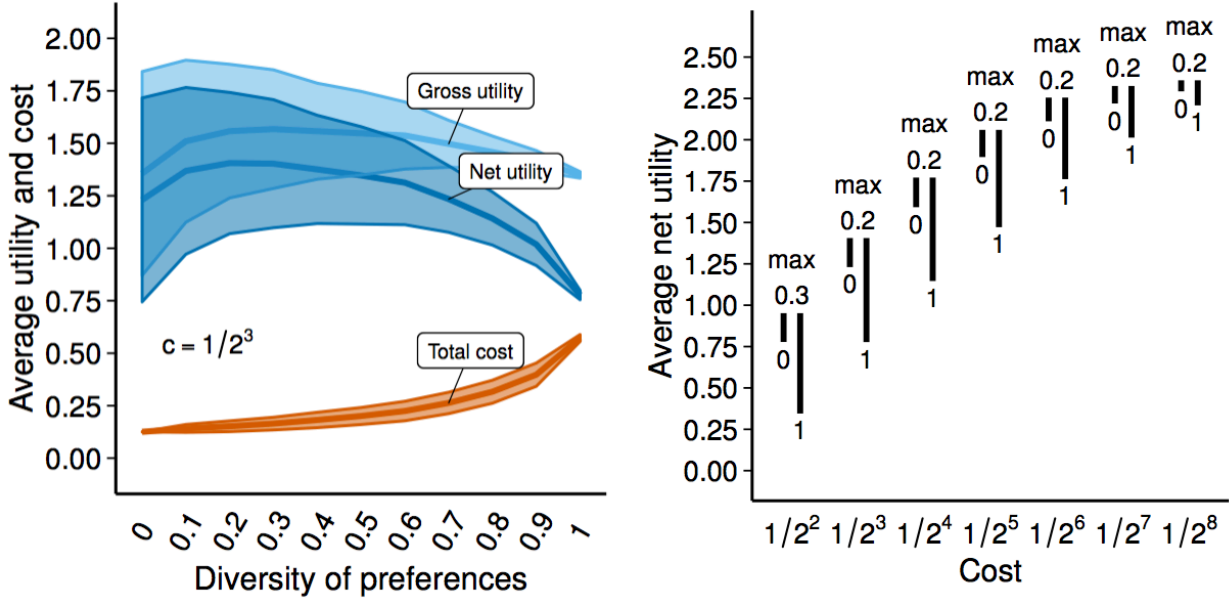 Average utility and cost
2.00
1.75
1.50
1.25
1.00
0.75
0.50
0.25
0.00
Gross utility
Net utility
c = 1/2³
Total cost
0 0.1 0.2 0.3 0.4 0.5 0.6 0.7 0.8 0.9 1
Diversity of preferences
Average net utility
2.50
2.25
2.00
1.75
1.50
1.25
1.00
0.75
0.50
0.25
0.00
max
0.3
0
1
max
0.2
0
1
max
0.2
0
1
max
0.2
0
1
max
0.2
0
1
max
0.2
0
1
max
0.2
0
1
1/2² 1/2³ 1/2⁴ 1/2⁵ 1/2⁶ 1/2⁷ 1/2⁸
Cost